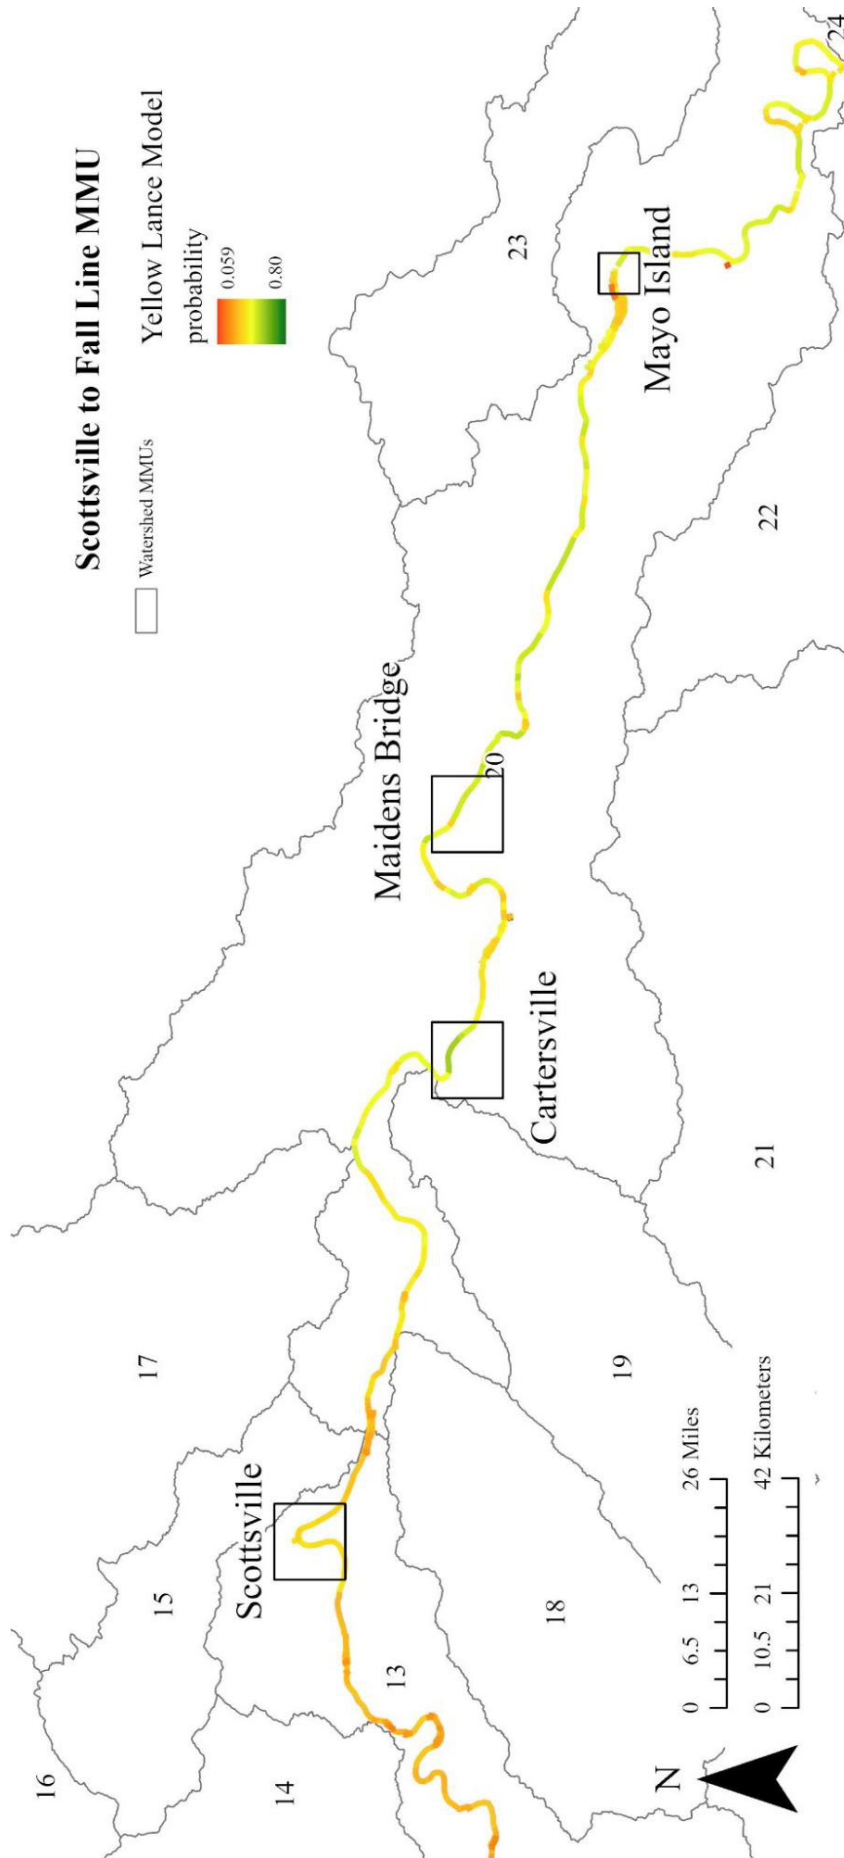 Scottsville to Fall Line MMU
Watershed MMUs
Yellow Lance Model
probability
0.059
0.80
16
15
14
13
17
18
19
20
21
22
23
24
Scottsville
Cartersville
Maidens Bridge
Mayo Island
N
0 6.5 13 26 Miles
0 10.5 21 42 Kilometers